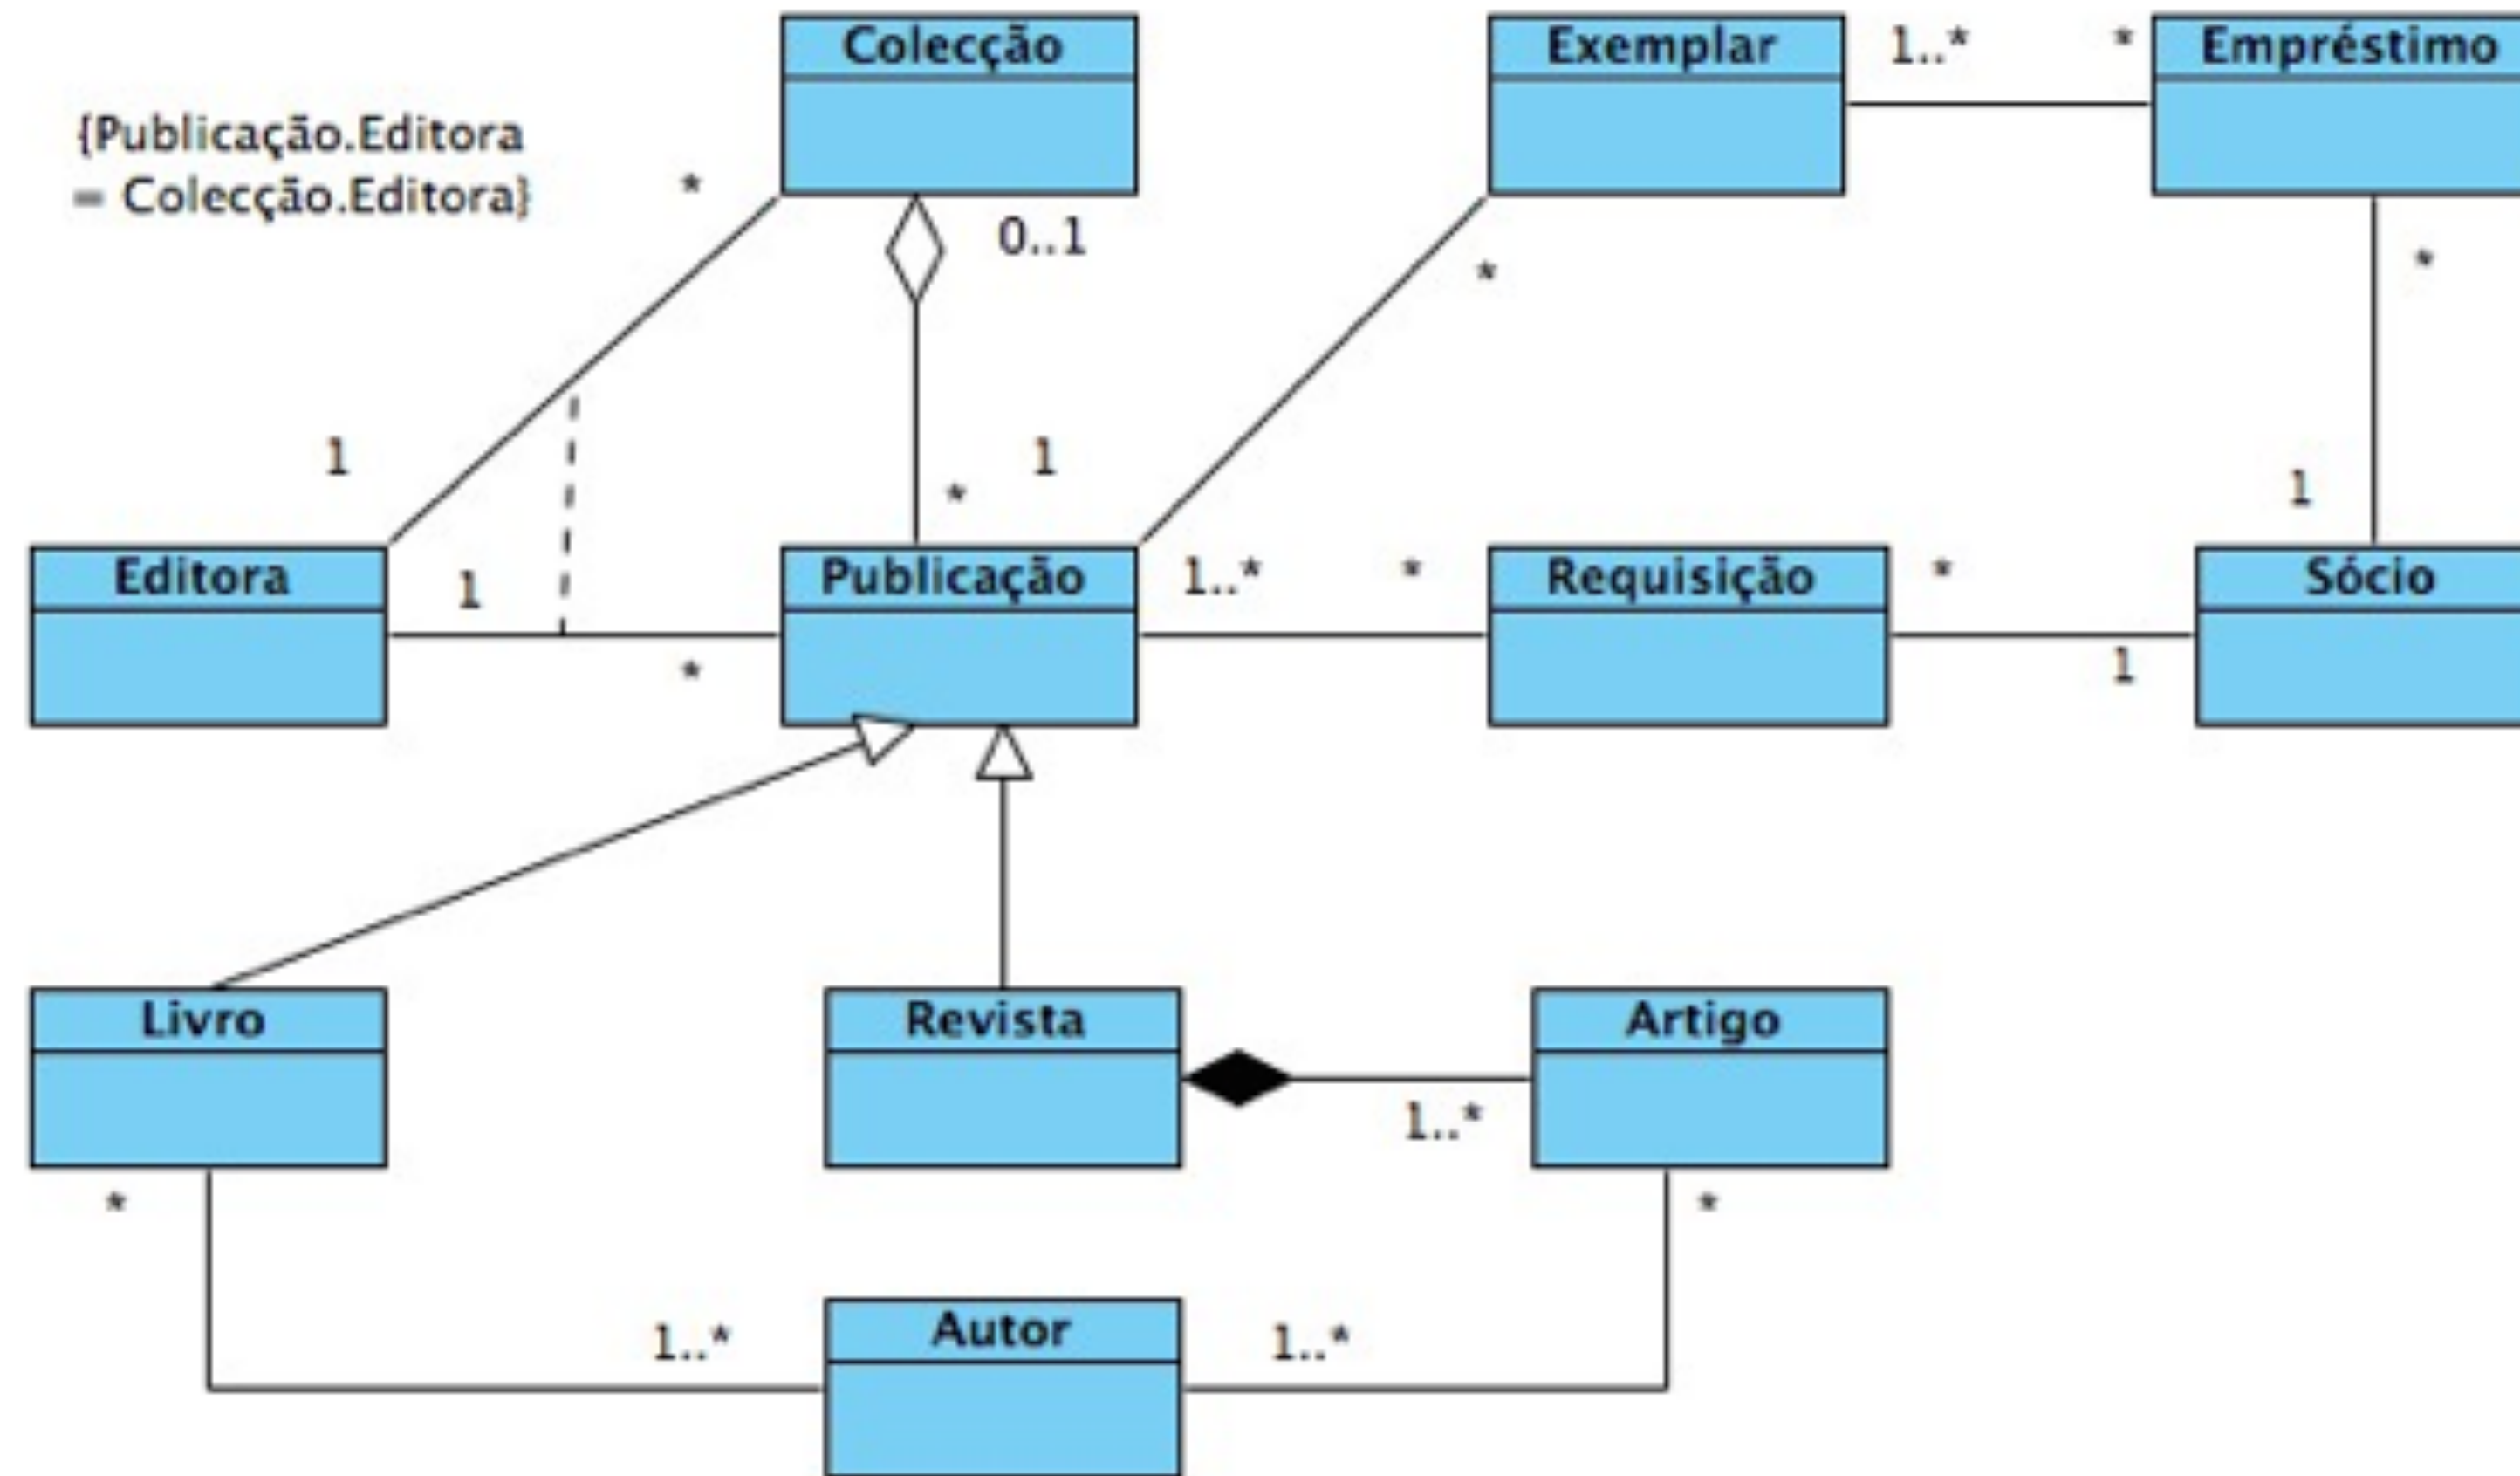 Colecção
Exemplar
1..*
*
Empréstimo
{Publicação.Editora
= Colecção.Editora}
*
0..1
*
*
1
1
*
1
Editora
1
*
Publicação
1..*
*
Requisição
*
1
Sócio
Livro
Revista
1..*
Artigo
*
*
1..*
Autor
1..*